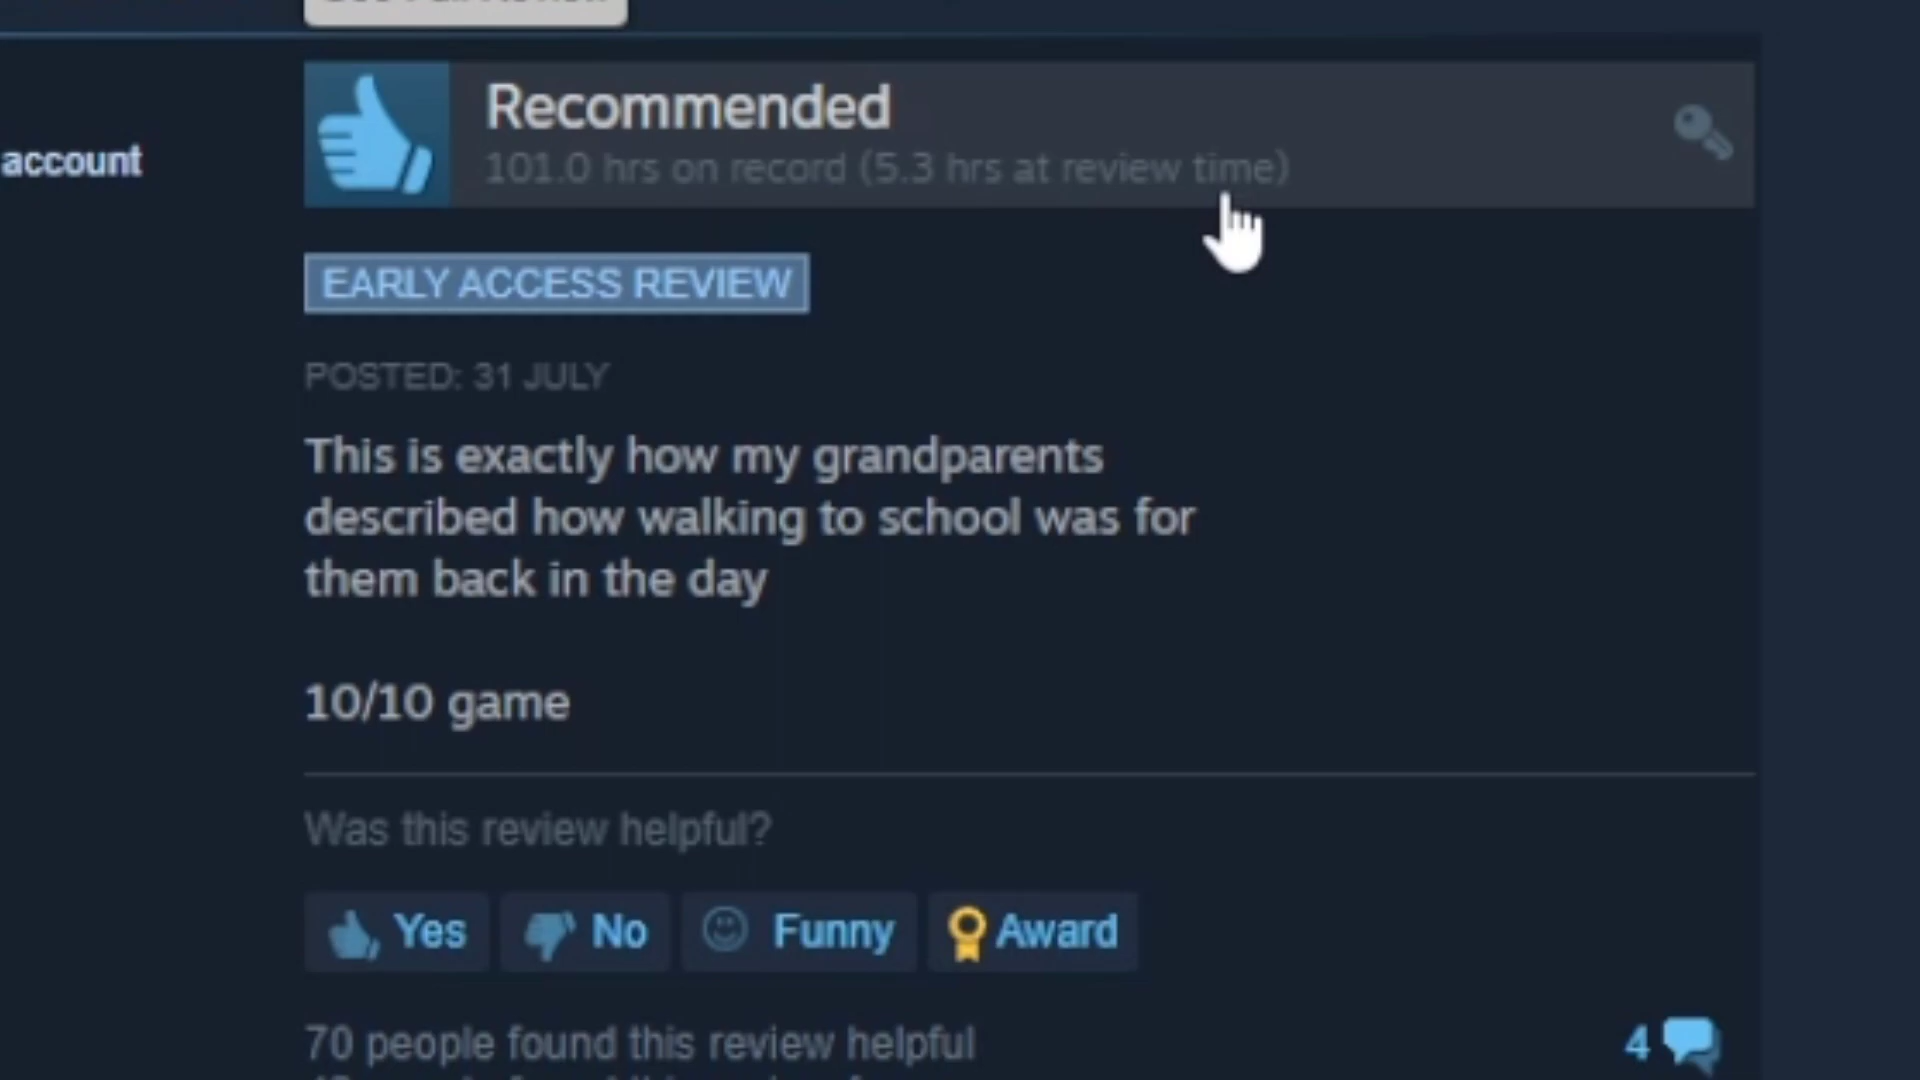 Recommended
101.0 hrs on record (5.3 hrs at review time)
account
EARLY ACCESS REVIEW
POSTED: 31 JULY
This is exactly how my grandparents
described how walking to school was for
them back in the day
10/10 game
Was this review helpful?
Yes No Funny Award
70 people found this review helpful
4